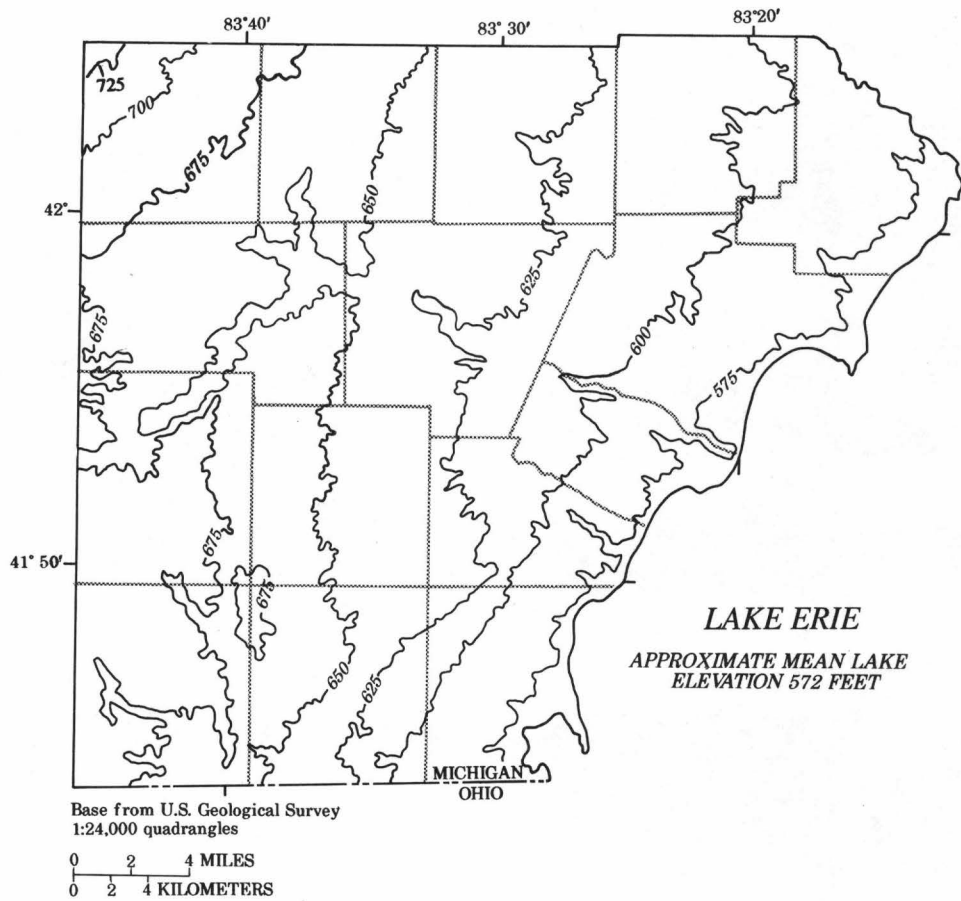 83°40′
83°30′
83°20′
725
700
675
650
42°
625
675
600
575
675
41°50′
675
LAKE ERIE
APPROXIMATE MEAN LAKE
ELEVATION 572 FEET
650
625
MICHIGAN
OHIO
Base from U.S. Geological Survey
1:24,000 quadrangles
0 2 4 MILES
0 2 4 KILOMETERS